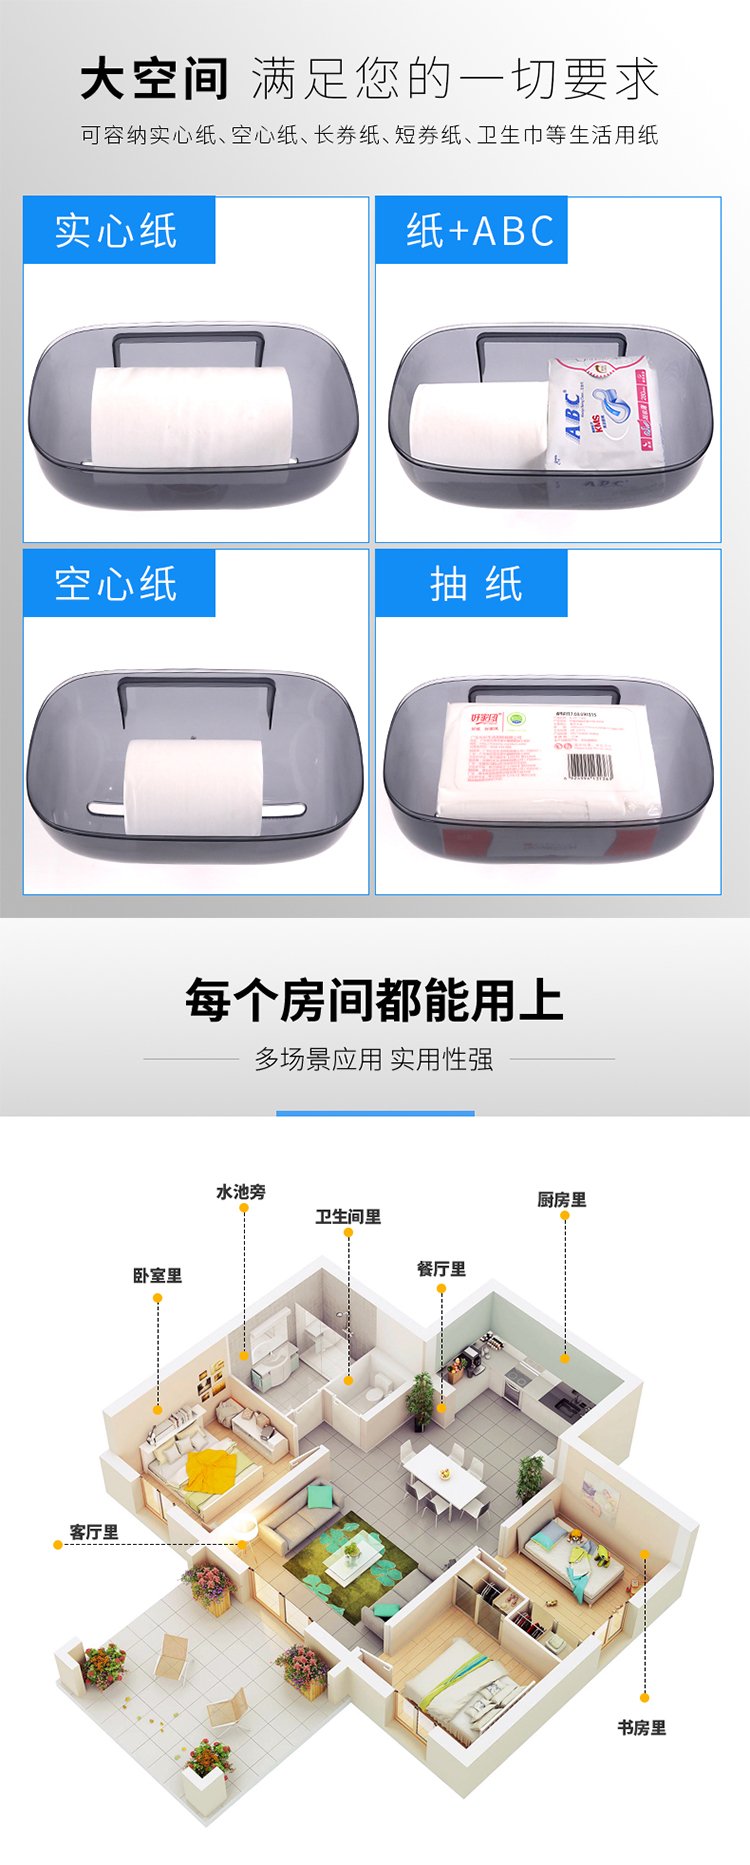 大空间 满足您的一切要求
可容纳实心纸、空心纸、长券纸、短券纸、卫生巾等生活用纸
实心纸
纸+ABC
ABC
KMS
空心纸
抽 纸
每个房间都能用上
多场景应用 实用性强
水池旁
卫生间里
厨房里
餐厅里
卧室里
客厅里
书房里